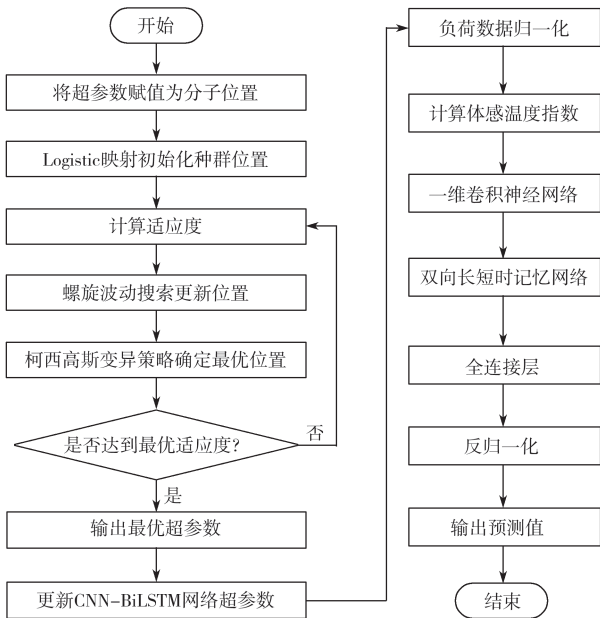 开始
将超参数赋值为分子位置
Logistic映射初始化种群位置
计算适应度
螺旋波动搜索更新位置
柯西高斯变异策略确定最优位置
是否达到最优适应度?
否
是
输出最优超参数
更新CNN-BiLSTM网络超参数
负荷数据归一化
计算体感温度指数
一维卷积神经网络
双向长短时记忆网络
全连接层
反归一化
输出预测值
结束